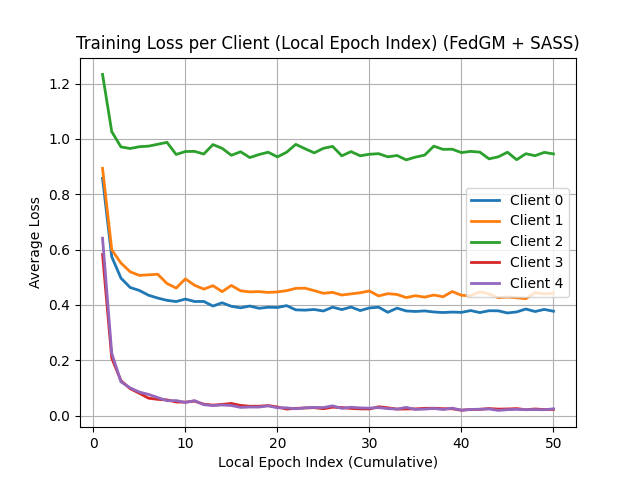 Training Loss per Client (Local Epoch Index) (FedGM + SASS)
Average Loss
1.2
1.0
0.8
0.6
0.4
0.2
0.0
Client 0
Client 1
Client 2
Client 3
Client 4
0 10 20 30 40 50
Local Epoch Index (Cumulative)